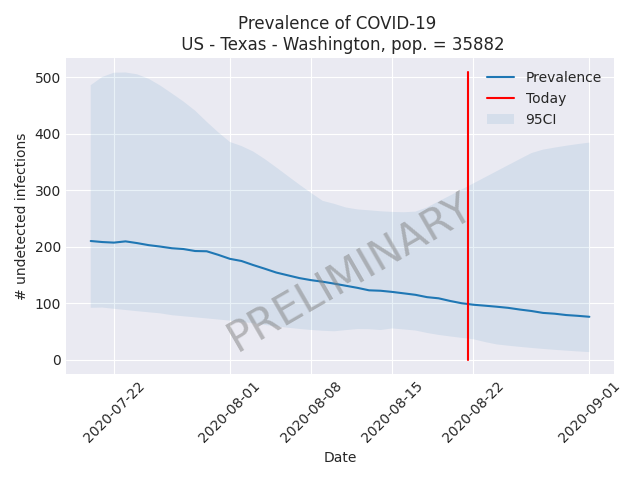 Prevalence of COVID-19
US - Texas - Washington, pop. = 35882
# undetected infections
500
400
300
200
100
0
Prevalence
Today
95CI
PRELIMINARY
2020-07-22
2020-08-01
2020-08-08
2020-08-15
2020-08-22
2020-09-01
Date